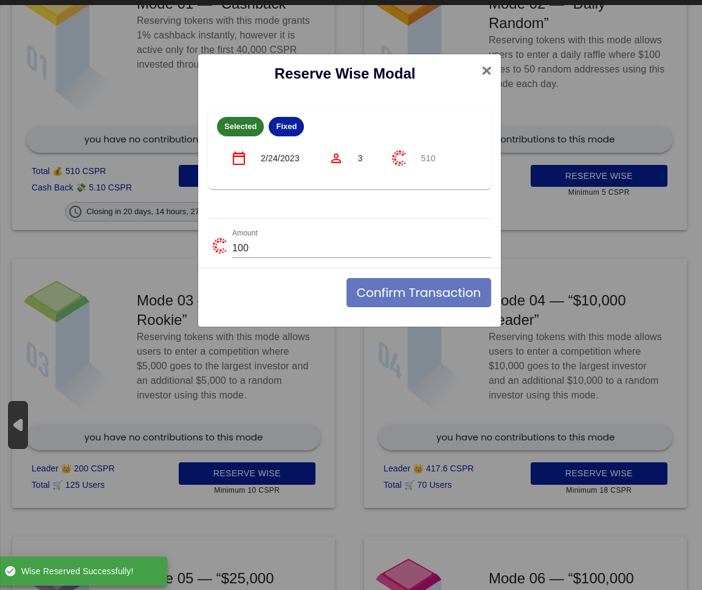 Mode 01 — “Cashback”
Reserving tokens with this mode grants
1% cashback instantly, however it is
active only for the first 40,000 CSPR
invested throu
you have no contribution
Total 💰 510 CSPR
Cash Back 💸 5.10 CSPR
Closing in 20 days, 14 hours, 27
Mode 02 — “Daily
Random”
Reserving tokens with this mode allows
users to enter a daily raffle where $100
es to 50 random addresses using this
ode each day.
s to this mode
RESERVE WISE
Minimum 5 CSPR
Reserve Wise Modal
×
Selected
Fixed
2/24/2023
3
510
Amount
100
Confirm Transaction
Mode 03
Rookie”
Reserving tokens with this mode allows
users to enter a competition where
$5,000 goes to the largest investor and
an additional $5,000 to a random
investor using this mode.
03
you have no contributions to this mode
Leader 👑 200 CSPR
Total 🛒 125 Users
RESERVE WISE
Minimum 10 CSPR
ode 04 — “$10,000
eader”
Reserving tokens with this mode allows
users to enter a competition where
$10,000 goes to the largest investor
and an additional $10,000 to a random
investor using this mode.
04
you have no contributions to this mode
Leader 👑 417.6 CSPR
Total 🛒 70 Users
RESERVE WISE
Minimum 18 CSPR
01
e 05 — “$25,000
Mode 06 — “$100,000
Wise Reserved Successfully!